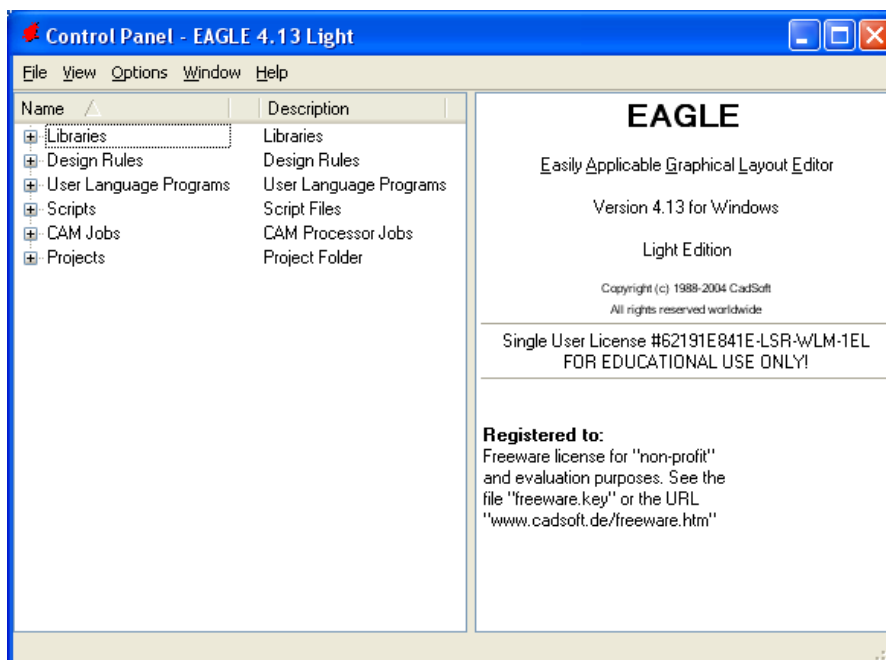 Control Panel - EAGLE 4.13 Light
File View Options Window Help
Name Description
Libraries Libraries
Design Rules Design Rules
User Language Programs User Language Programs
Scripts Script Files
CAM Jobs CAM Processor Jobs
Projects Project Folder
EAGLE
Easily Applicable Graphical Layout Editor
Version 4.13 for Windows
Light Edition
Copyright (c) 1988-2004 CadSoft
All rights reserved worldwide
Single User License #62191E841E-LSR-WLM-1EL
FOR EDUCATIONAL USE ONLY!
Registered to:
Freeware license for "non-profit"
and evaluation purposes. See the
file "freeware.key" or the URL
"www.cadsoft.de/freeware.htm"